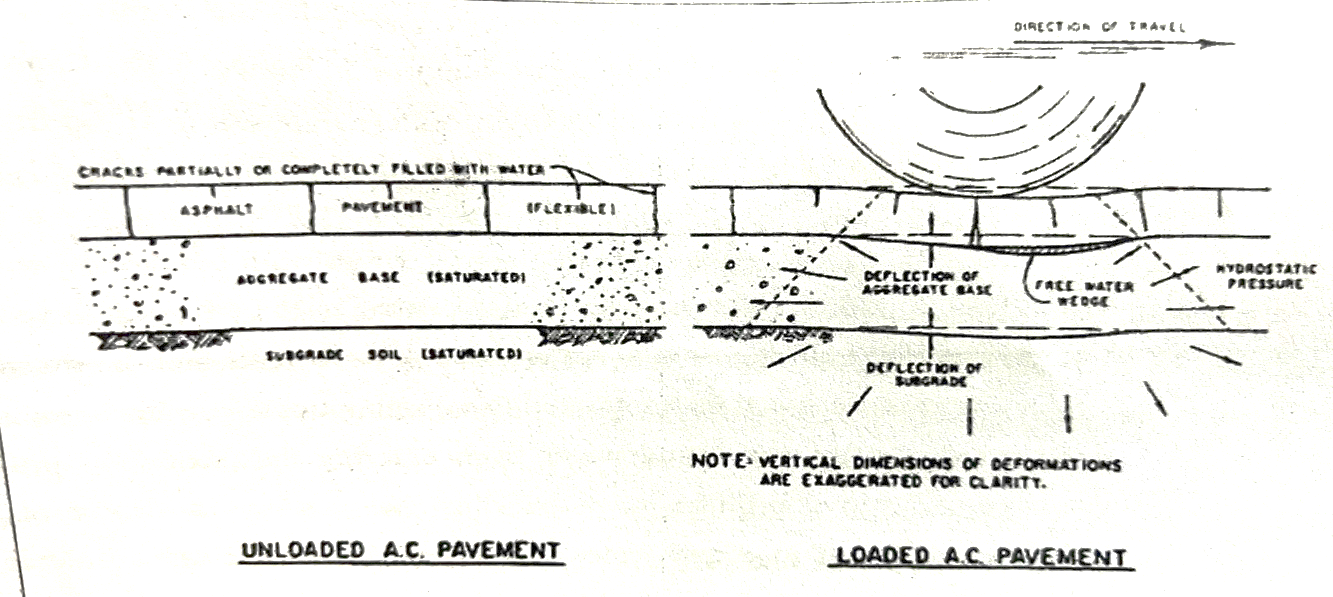 DIRECTION OF TRAVEL
CRACKS PARTIALLY OR COMPLETELY FILLED WITH WATER
ASPHALT PAVEMENT (FLEXIBLE)
AGGREGATE BASE (SATURATED)
SUBGRADE SOIL (SATURATED)
DEFLECTION OF
AGGREGATE BASE
FREE WATER
WEDGE
HYDROSTATIC
PRESSURE
DEFLECTION OF
SUBGRADE
NOTE: VERTICAL DIMENSIONS OF DEFORMATIONS
ARE EXAGGERATED FOR CLARITY.
UNLOADED A.C. PAVEMENT
LOADED A.C. PAVEMENT